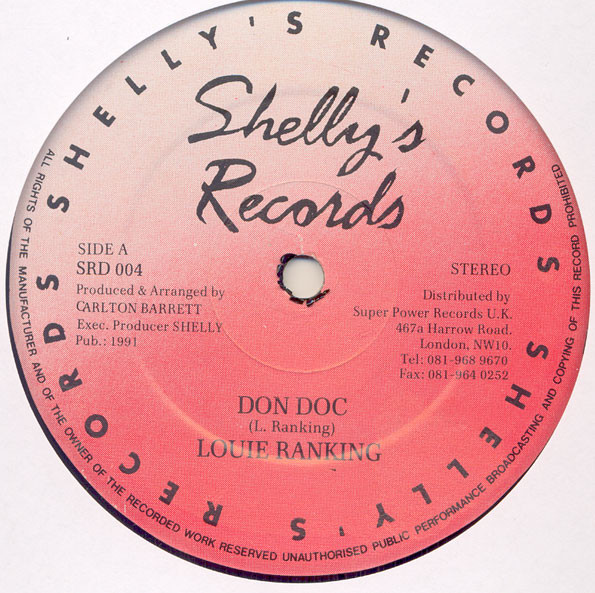 SHELLY'S RECORDS SHELLY'S RECORDS
Shelly's
Records
SIDE A
SRD 004
Produced & Arranged by
CARLTON BARRETT
Exec. Producer SHELLY
Pub.: 1991
STEREO
Distributed by
Super Power Records U.K.
467a Harrow Road,
London, NW10.
Tel: 081-968 9670
Fax: 081-964 0252
DON DOC
(L. Ranking)
LOUIE RANKING
ALL RIGHTS OF THE MANUFACTURER AND OF THE OWNER OF THE RECORDED WORK RESERVED UNAUTHORISED PUBLIC PERFORMANCE BROADCASTING AND COPYING OF THIS RECORD PROHIBITED